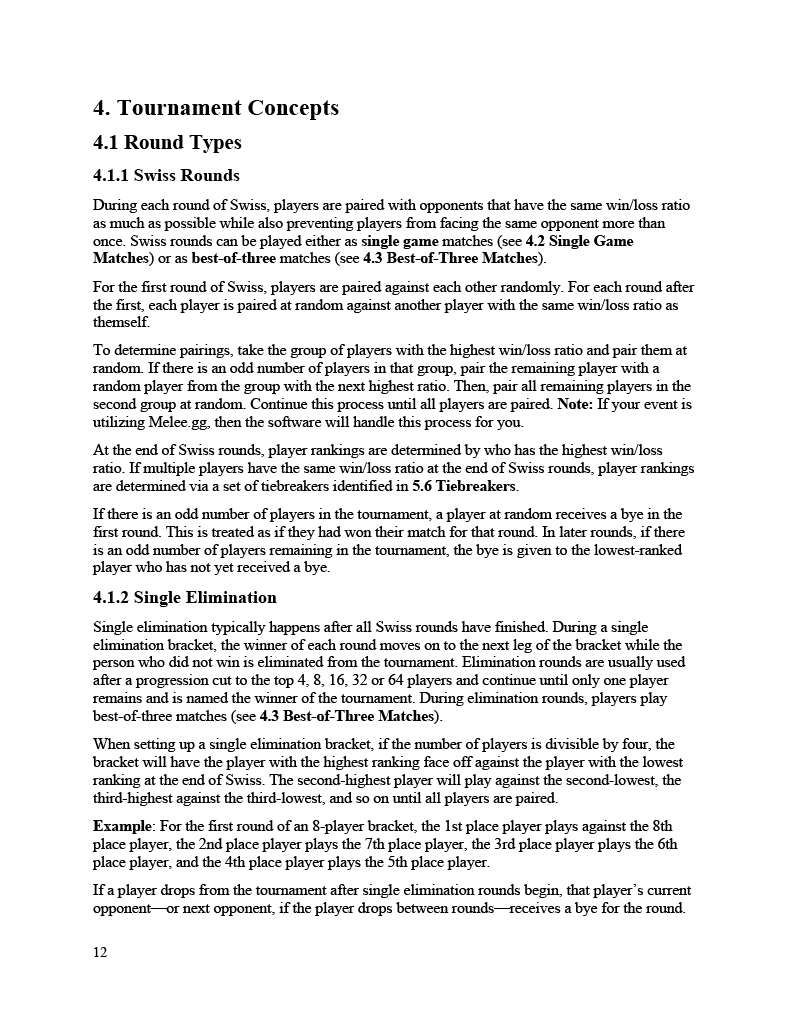 4. Tournament Concepts
4.1 Round Types
4.1.1 Swiss Rounds
During each round of Swiss, players are paired with opponents that have the same win/loss ratio
as much as possible while also preventing players from facing the same opponent more than
once. Swiss rounds can be played either as single game matches (see 4.2 Single Game
Matches) or as best-of-three matches (see 4.3 Best-of-Three Matches).
For the first round of Swiss, players are paired against each other randomly. For each round after
the first, each player is paired at random against another player with the same win/loss ratio as
themself.
To determine pairings, take the group of players with the highest win/loss ratio and pair them at
random. If there is an odd number of players in that group, pair the remaining player with a
random player from the group with the next highest ratio. Then, pair all remaining players in the
second group at random. Continue this process until all players are paired. Note: If your event is
utilizing Melee.gg, then the software will handle this process for you.
At the end of Swiss rounds, player rankings are determined by who has the highest win/loss
ratio. If multiple players have the same win/loss ratio at the end of Swiss rounds, player rankings
are determined via a set of tiebreakers identified in 5.6 Tiebreakers.
If there is an odd number of players in the tournament, a player at random receives a bye in the
first round. This is treated as if they had won their match for that round. In later rounds, if there
is an odd number of players remaining in the tournament, the bye is given to the lowest-ranked
player who has not yet received a bye.
4.1.2 Single Elimination
Single elimination typically happens after all Swiss rounds have finished. During a single
elimination bracket, the winner of each round moves on to the next leg of the bracket while the
person who did not win is eliminated from the tournament. Elimination rounds are usually used
after a progression cut to the top 4, 8, 16, 32 or 64 players and continue until only one player
remains and is named the winner of the tournament. During elimination rounds, players play
best-of-three matches (see 4.3 Best-of-Three Matches).
When setting up a single elimination bracket, if the number of players is divisible by four, the
bracket will have the player with the highest ranking face off against the player with the lowest
ranking at the end of Swiss. The second-highest player will play against the second-lowest, the
third-highest against the third-lowest, and so on until all players are paired.
Example: For the first round of an 8-player bracket, the 1st place player plays against the 8th
place player, the 2nd place player plays the 7th place player, the 3rd place player plays the 6th
place player, and the 4th place player plays the 5th place player.
If a player drops from the tournament after single elimination rounds begin, that player’s current
opponent—or next opponent, if the player drops between rounds—receives a bye for the round.
12